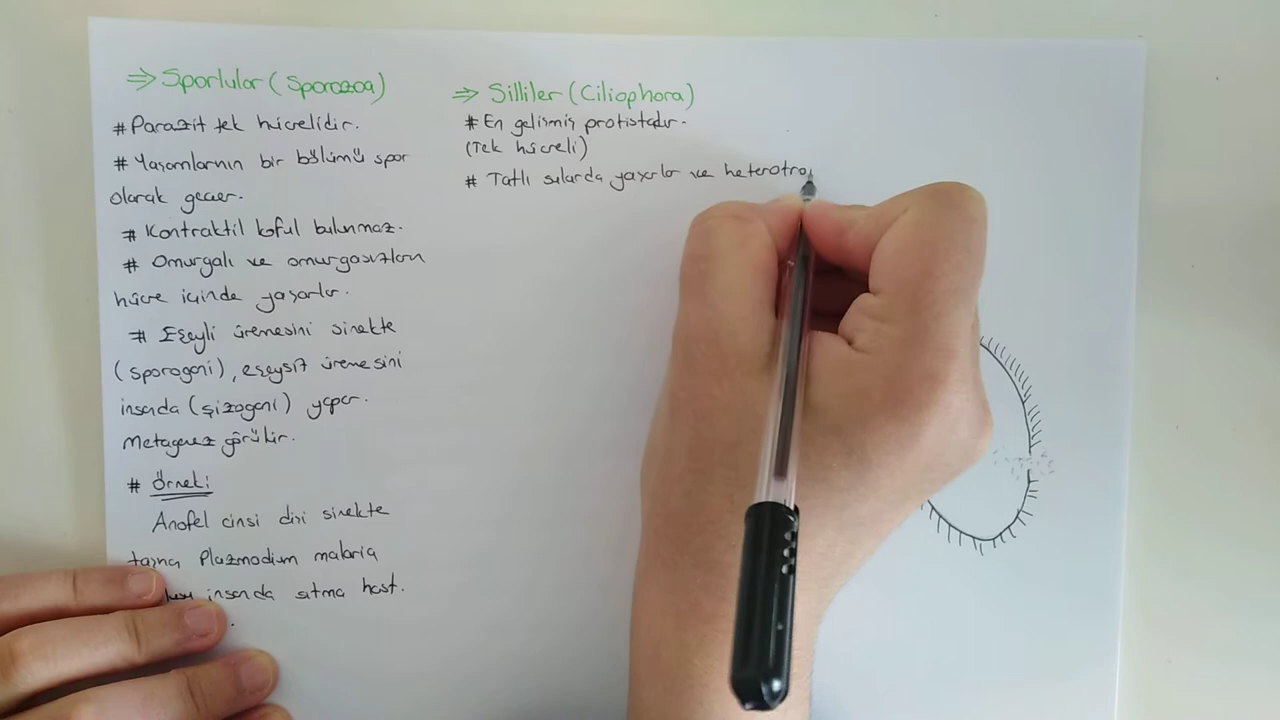 ⇒ Sporlular (Sporozoa)
# Parazit tek hücrelidir.
# Yaşamlarının bir bölümü spor
olarak geçer.
# Kontraktil koful bulunmaz.
# Omurgalı ve omurgasızların
hücre içinde yaşarlar.
# Eşeyli üremesini sinekte
(sporogoni), eşeysiz üremesini
insanda (şizogoni) yapar.
Metagenez görülür.
# Örnek:
Anofel cinsi dişi sinekte
taşınan Plazmodium malaria
insanda sıtma hast.
⇒ Silliler (Ciliophora)
# En gelişmiş protistadır.
(Tek hücreli)
# Tatlı sularda yaşarlar ve heterotro